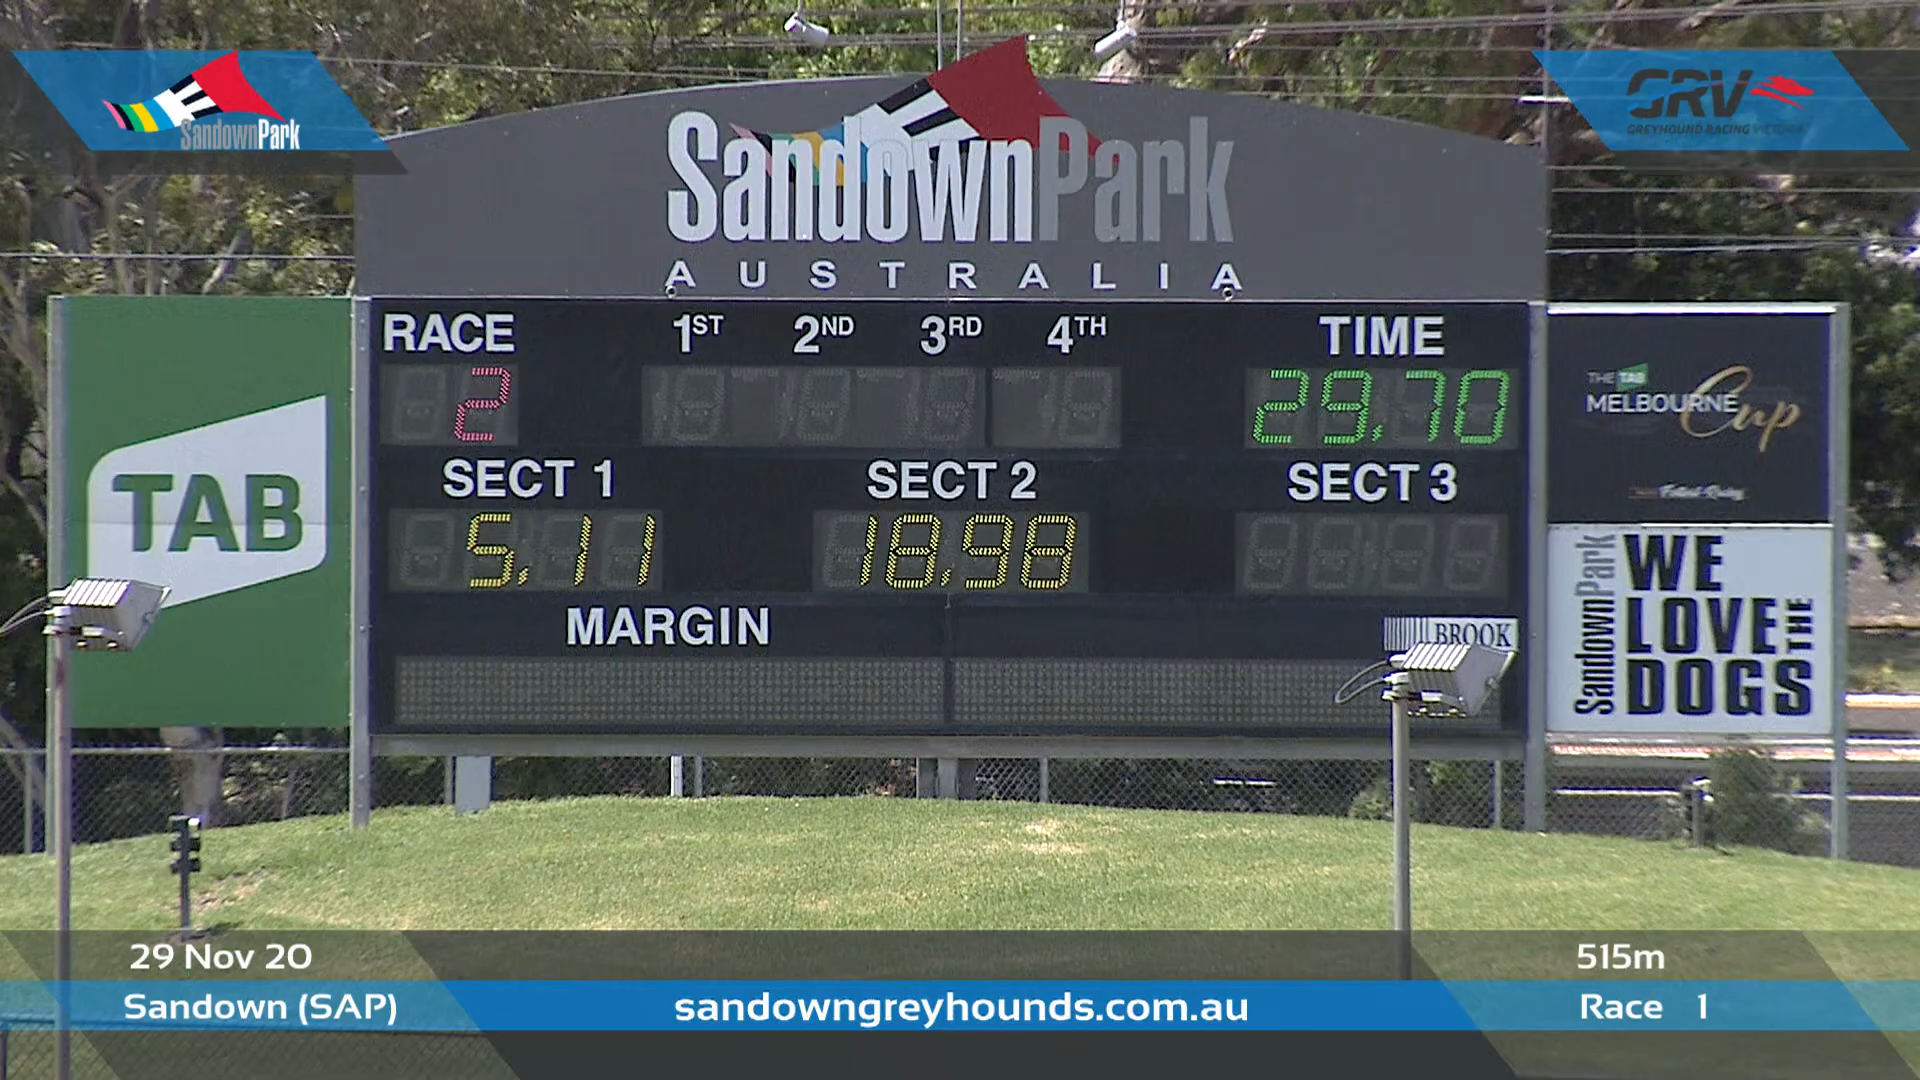 SandownPark
GRV
GREYHOUND RACING VICTORIA
SandownPark
AUSTRALIA
RACE 1ST 2ND 3RD 4TH TIME
2 29.70
SECT 1 SECT 2 SECT 3
5.11 18.98
MARGIN
BROOK
TAB
THE TAB
MELBOURNE Cup
SandownPark
WE
LOVE THE
DOGS
29 Nov 20
Sandown (SAP)
sandowngreyhounds.com.au
515m
Race 1